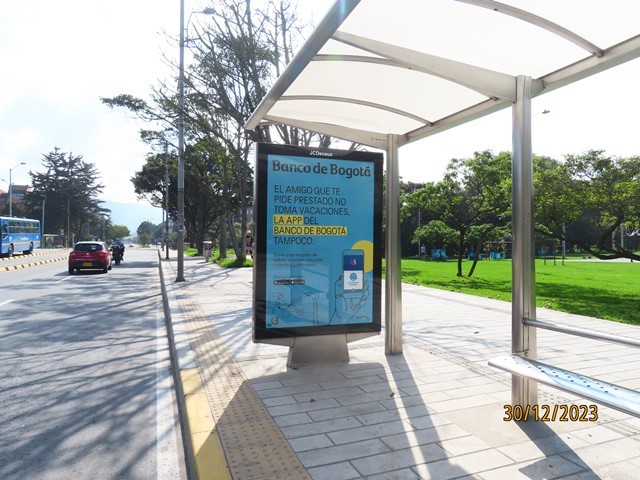 JCDecaux
Banco de Bogotá
EL AMIGO QUE TE
PIDE PRESTADO NO
TOMA VACACIONES,
LA APP DEL
BANCO DE BOGOTÁ
TAMPOCO.
30/12/2023